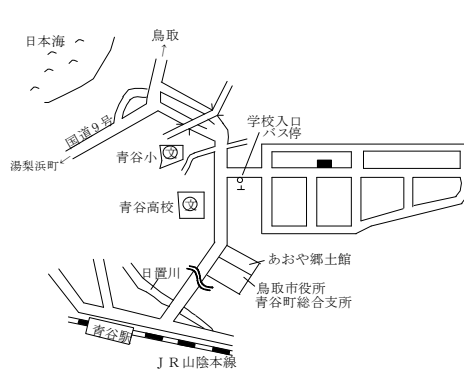 日本海
鳥取
国道9号
湯梨浜町
学校入口
バス停
青谷小
文
青谷高校
文
あおや郷土館
日置川
鳥取市役所
青谷町総合支所
青谷駅
ＪＲ山陰本線